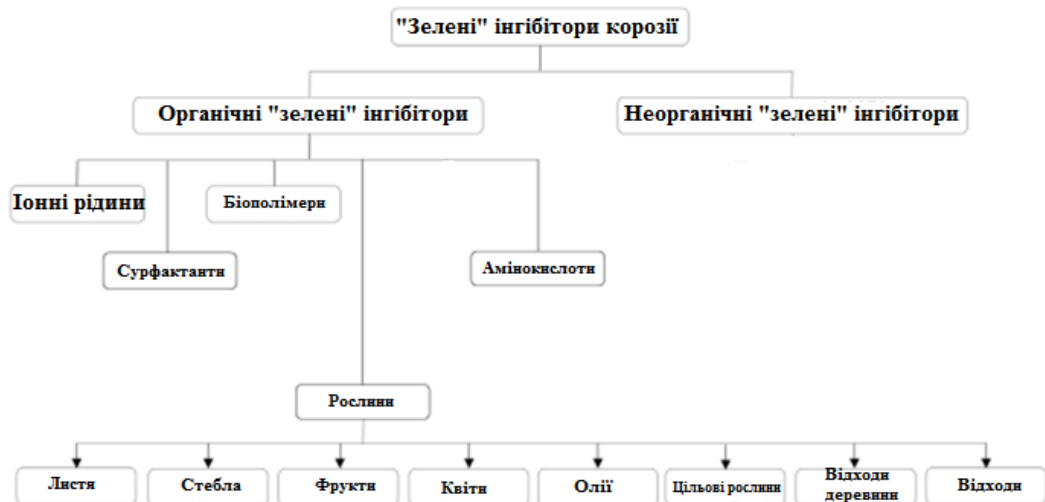 "Зелені" інгібітори корозії
Органічні "зелені" інгібітори
Неорганічні "зелені" інгібітори
Іонні рідини
Біополімери
Сурфактанти
Амінокислоти
Рослини
Листя
Стебла
Фрукти
Квіти
Олії
Цільові рослини
Відходи
деревини
Відходи